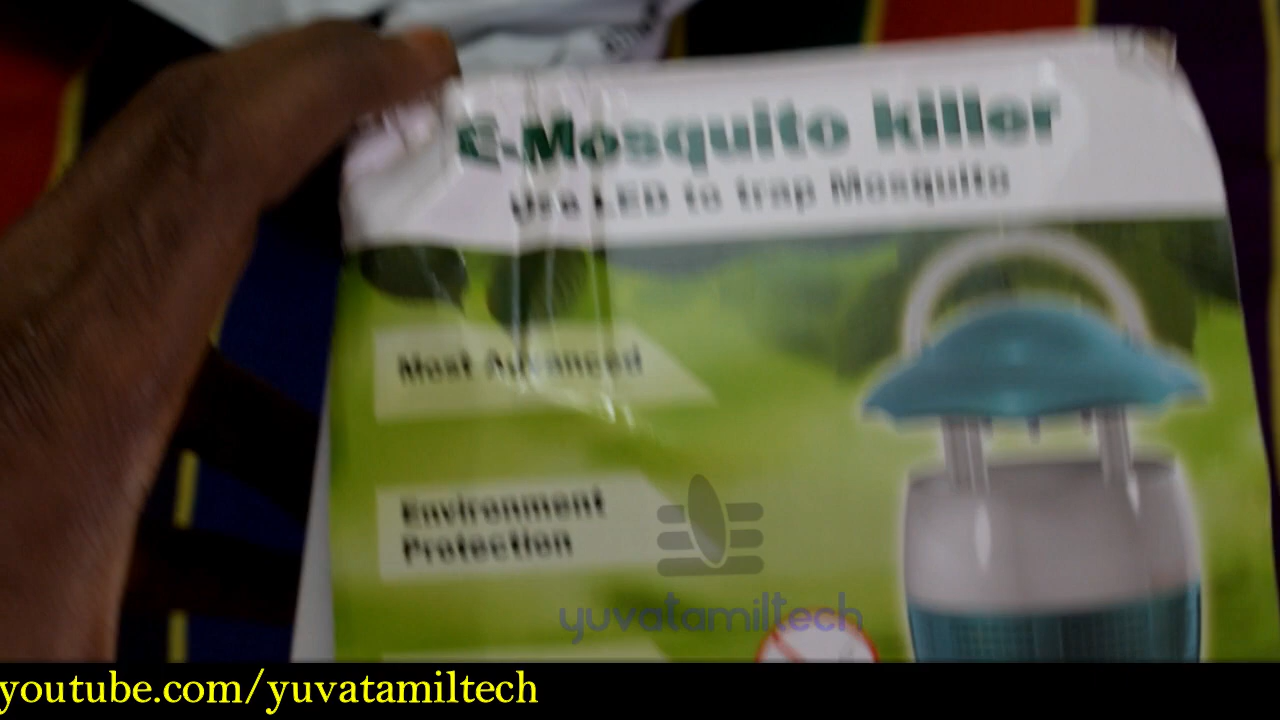 E-Mosquito killer
Use LED to trap Mosquito
Most Advanced
Environment
Protection
yuvatamiltech
youtube.com/yuvatamiltech